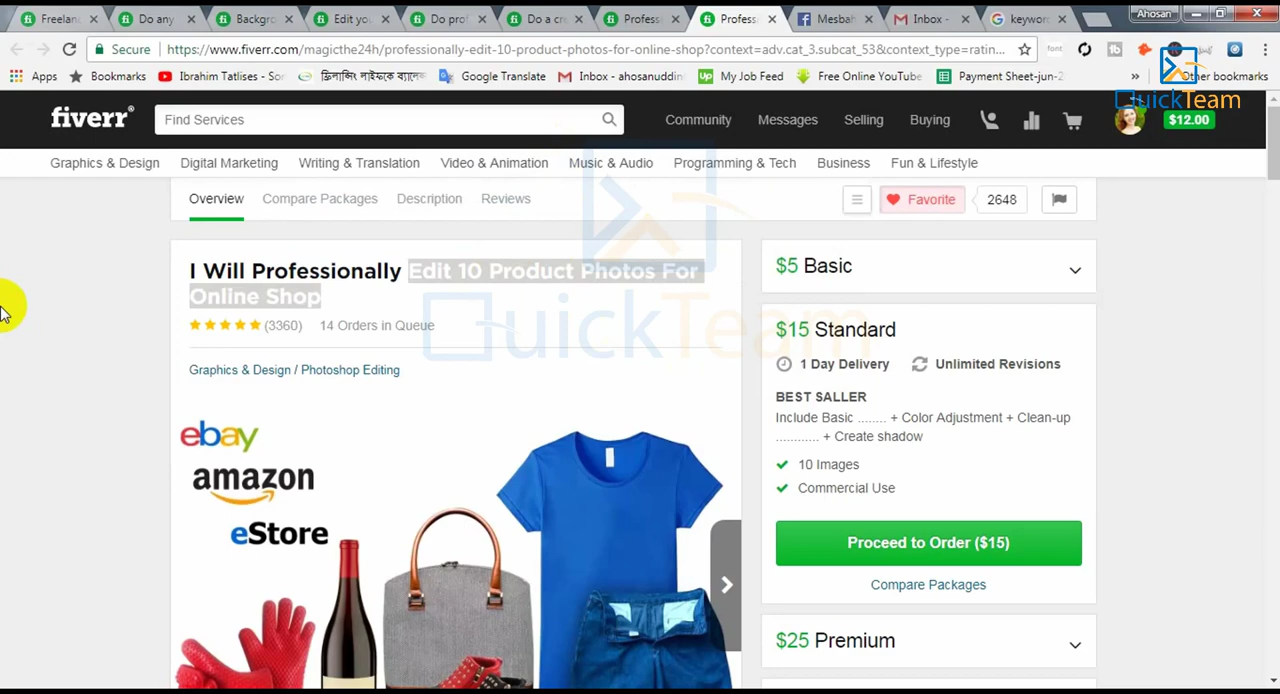 Freelan
Do any
Backgro
Edit yo
Do prof
Do a cr
Profess
Profess
Mesbah
Inbox -
keywor
Ahosan
Secure
https://www.fiverr.com/magicthe24h/professionally-edit-10-product-photos-for-online-shop?context=adv.cat_3.subcat_53&context_type=ratin...
Apps
Bookmarks
Ibrahim Tatlises - So
Google Translate
Inbox - ahosanuddin
My Job Feed
Free Online YouTube
Payment Sheet-jun-2
»
Other bookmarks
QuickTeam
fiverr®
Find Services
Community
Messages
Selling
Buying
$12.00
Graphics & Design
Digital Marketing
Writing & Translation
Video & Animation
Music & Audio
Programming & Tech
Business
Fun & Lifestyle
Overview
Compare Packages
Description
Reviews
Favorite
2648
I Will Professionally Edit 10 Product Photos For
Online Shop
(3360)
14 Orders in Queue
Graphics & Design / Photoshop Editing
QuickTeam
ebay
amazon
eStore
$5 Basic
$15 Standard
1 Day Delivery
Unlimited Revisions
BEST SALLER
Include Basic ........ + Color Adjustment + Clean-up
............ + Create shadow
10 Images
Commercial Use
Proceed to Order ($15)
Compare Packages
$25 Premium